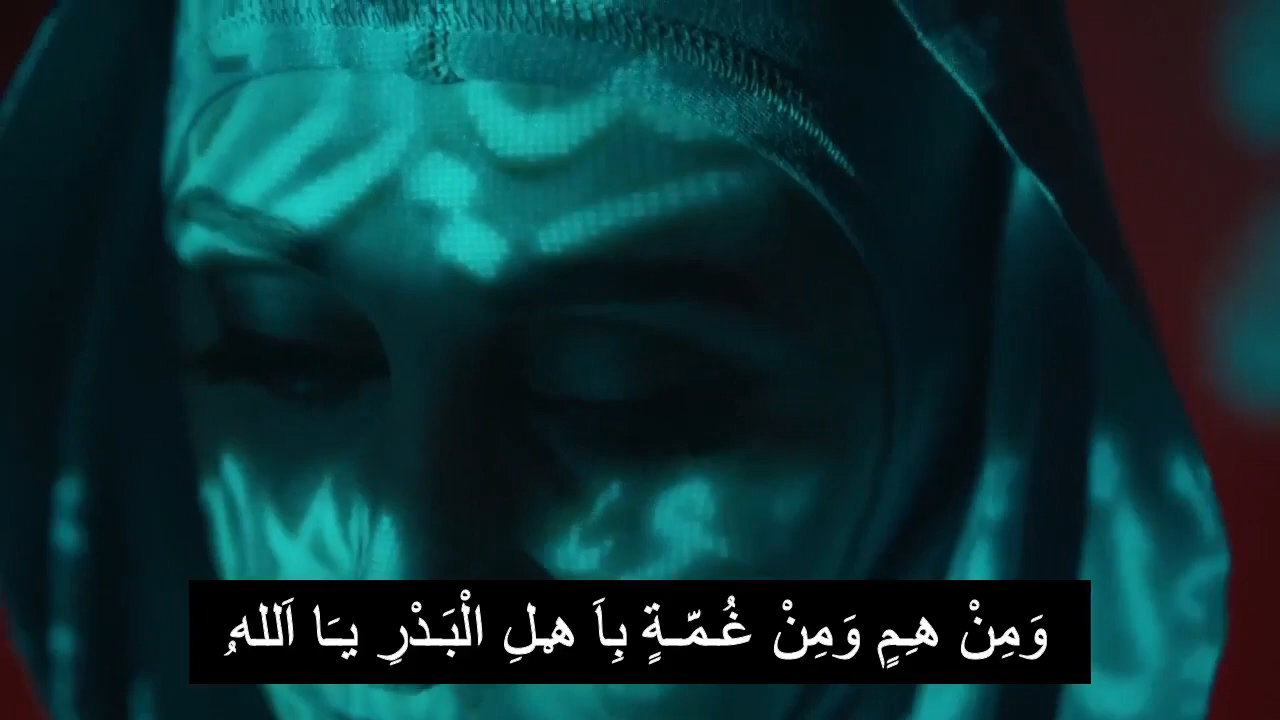 وَمِنْ هِمٍ وَمِنْ غُمَّـةٍ بِاَ هلِ الْبَـدْرِ يـَا اَللهُ